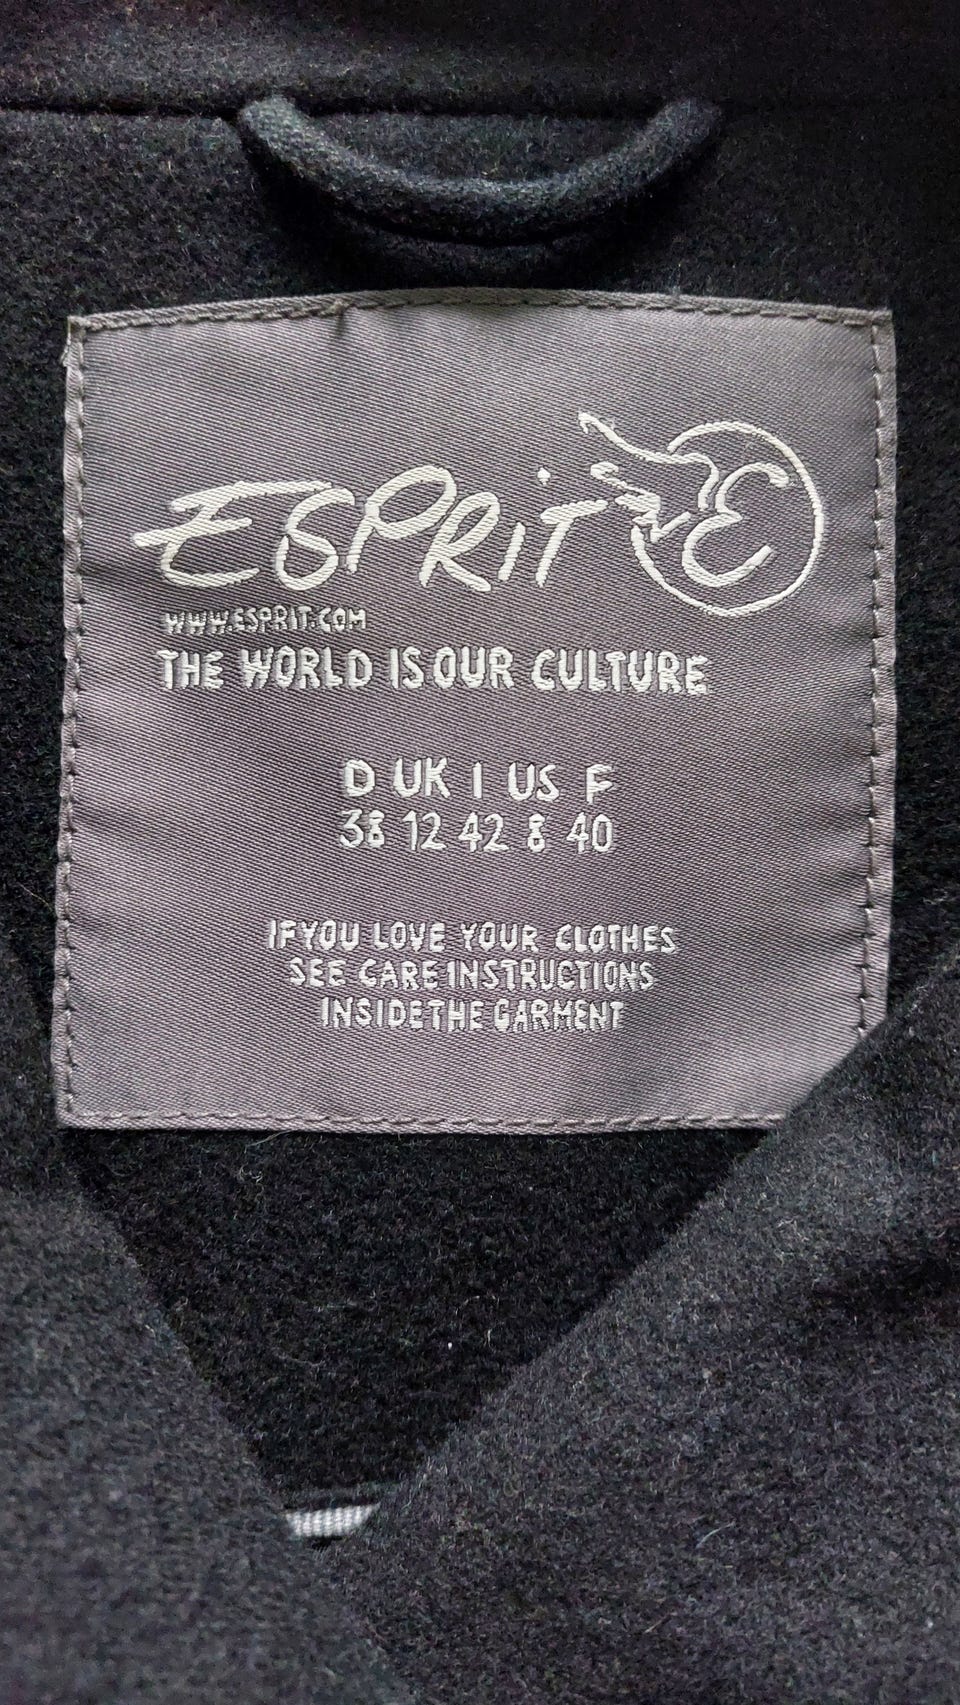 ESPRIT E
WWW.ESPRIT.COM
THE WORLD IS OUR CULTURE
D UK I US F
38 12 42 8 40
IF YOU LOVE YOUR CLOTHES
SEE CARE INSTRUCTIONS
INSIDE THE GARMENT